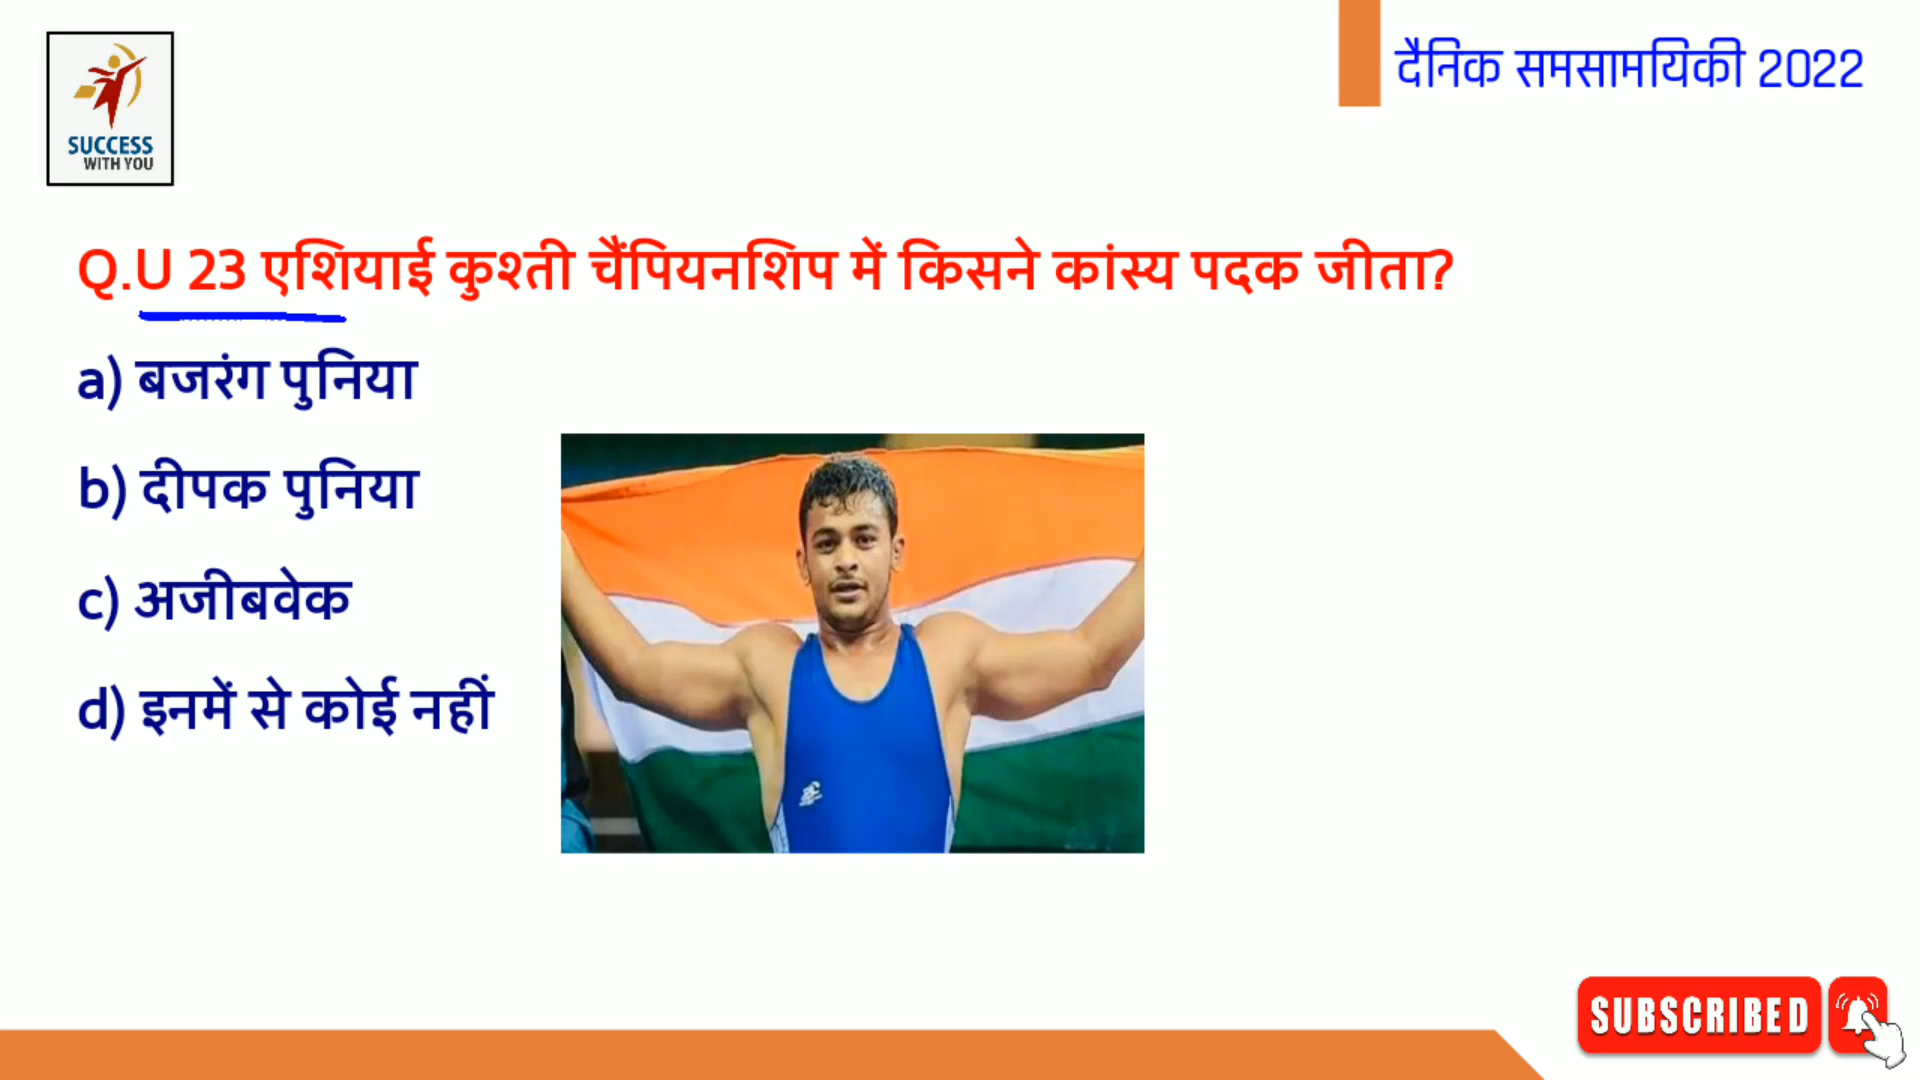 SUCCESS
WITH YOU
दैनिक समसामयिकी 2022
Q.U 23 एशियाई कुश्ती चैंपियनशिप में किसने कांस्य पदक जीता?
a) बजरंग पुनिया
b) दीपक पुनिया
c) अजीबवेक
d) इनमें से कोई नहीं
SUBSCRIBED